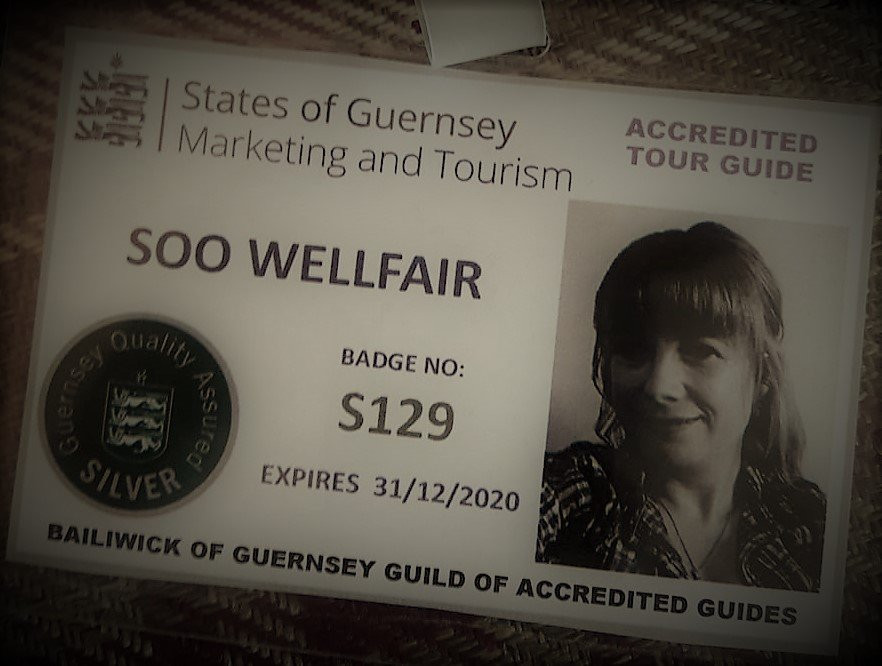 States of Guernsey
Marketing and Tourism
ACCREDITED
TOUR GUIDE
SOO WELLFAIR
BADGE NO:
S129
EXPIRES 31/12/2020
Guernsey Quality Assured
SILVER
BAILIWICK OF GUERNSEY GUILD OF ACCREDITED GUIDES